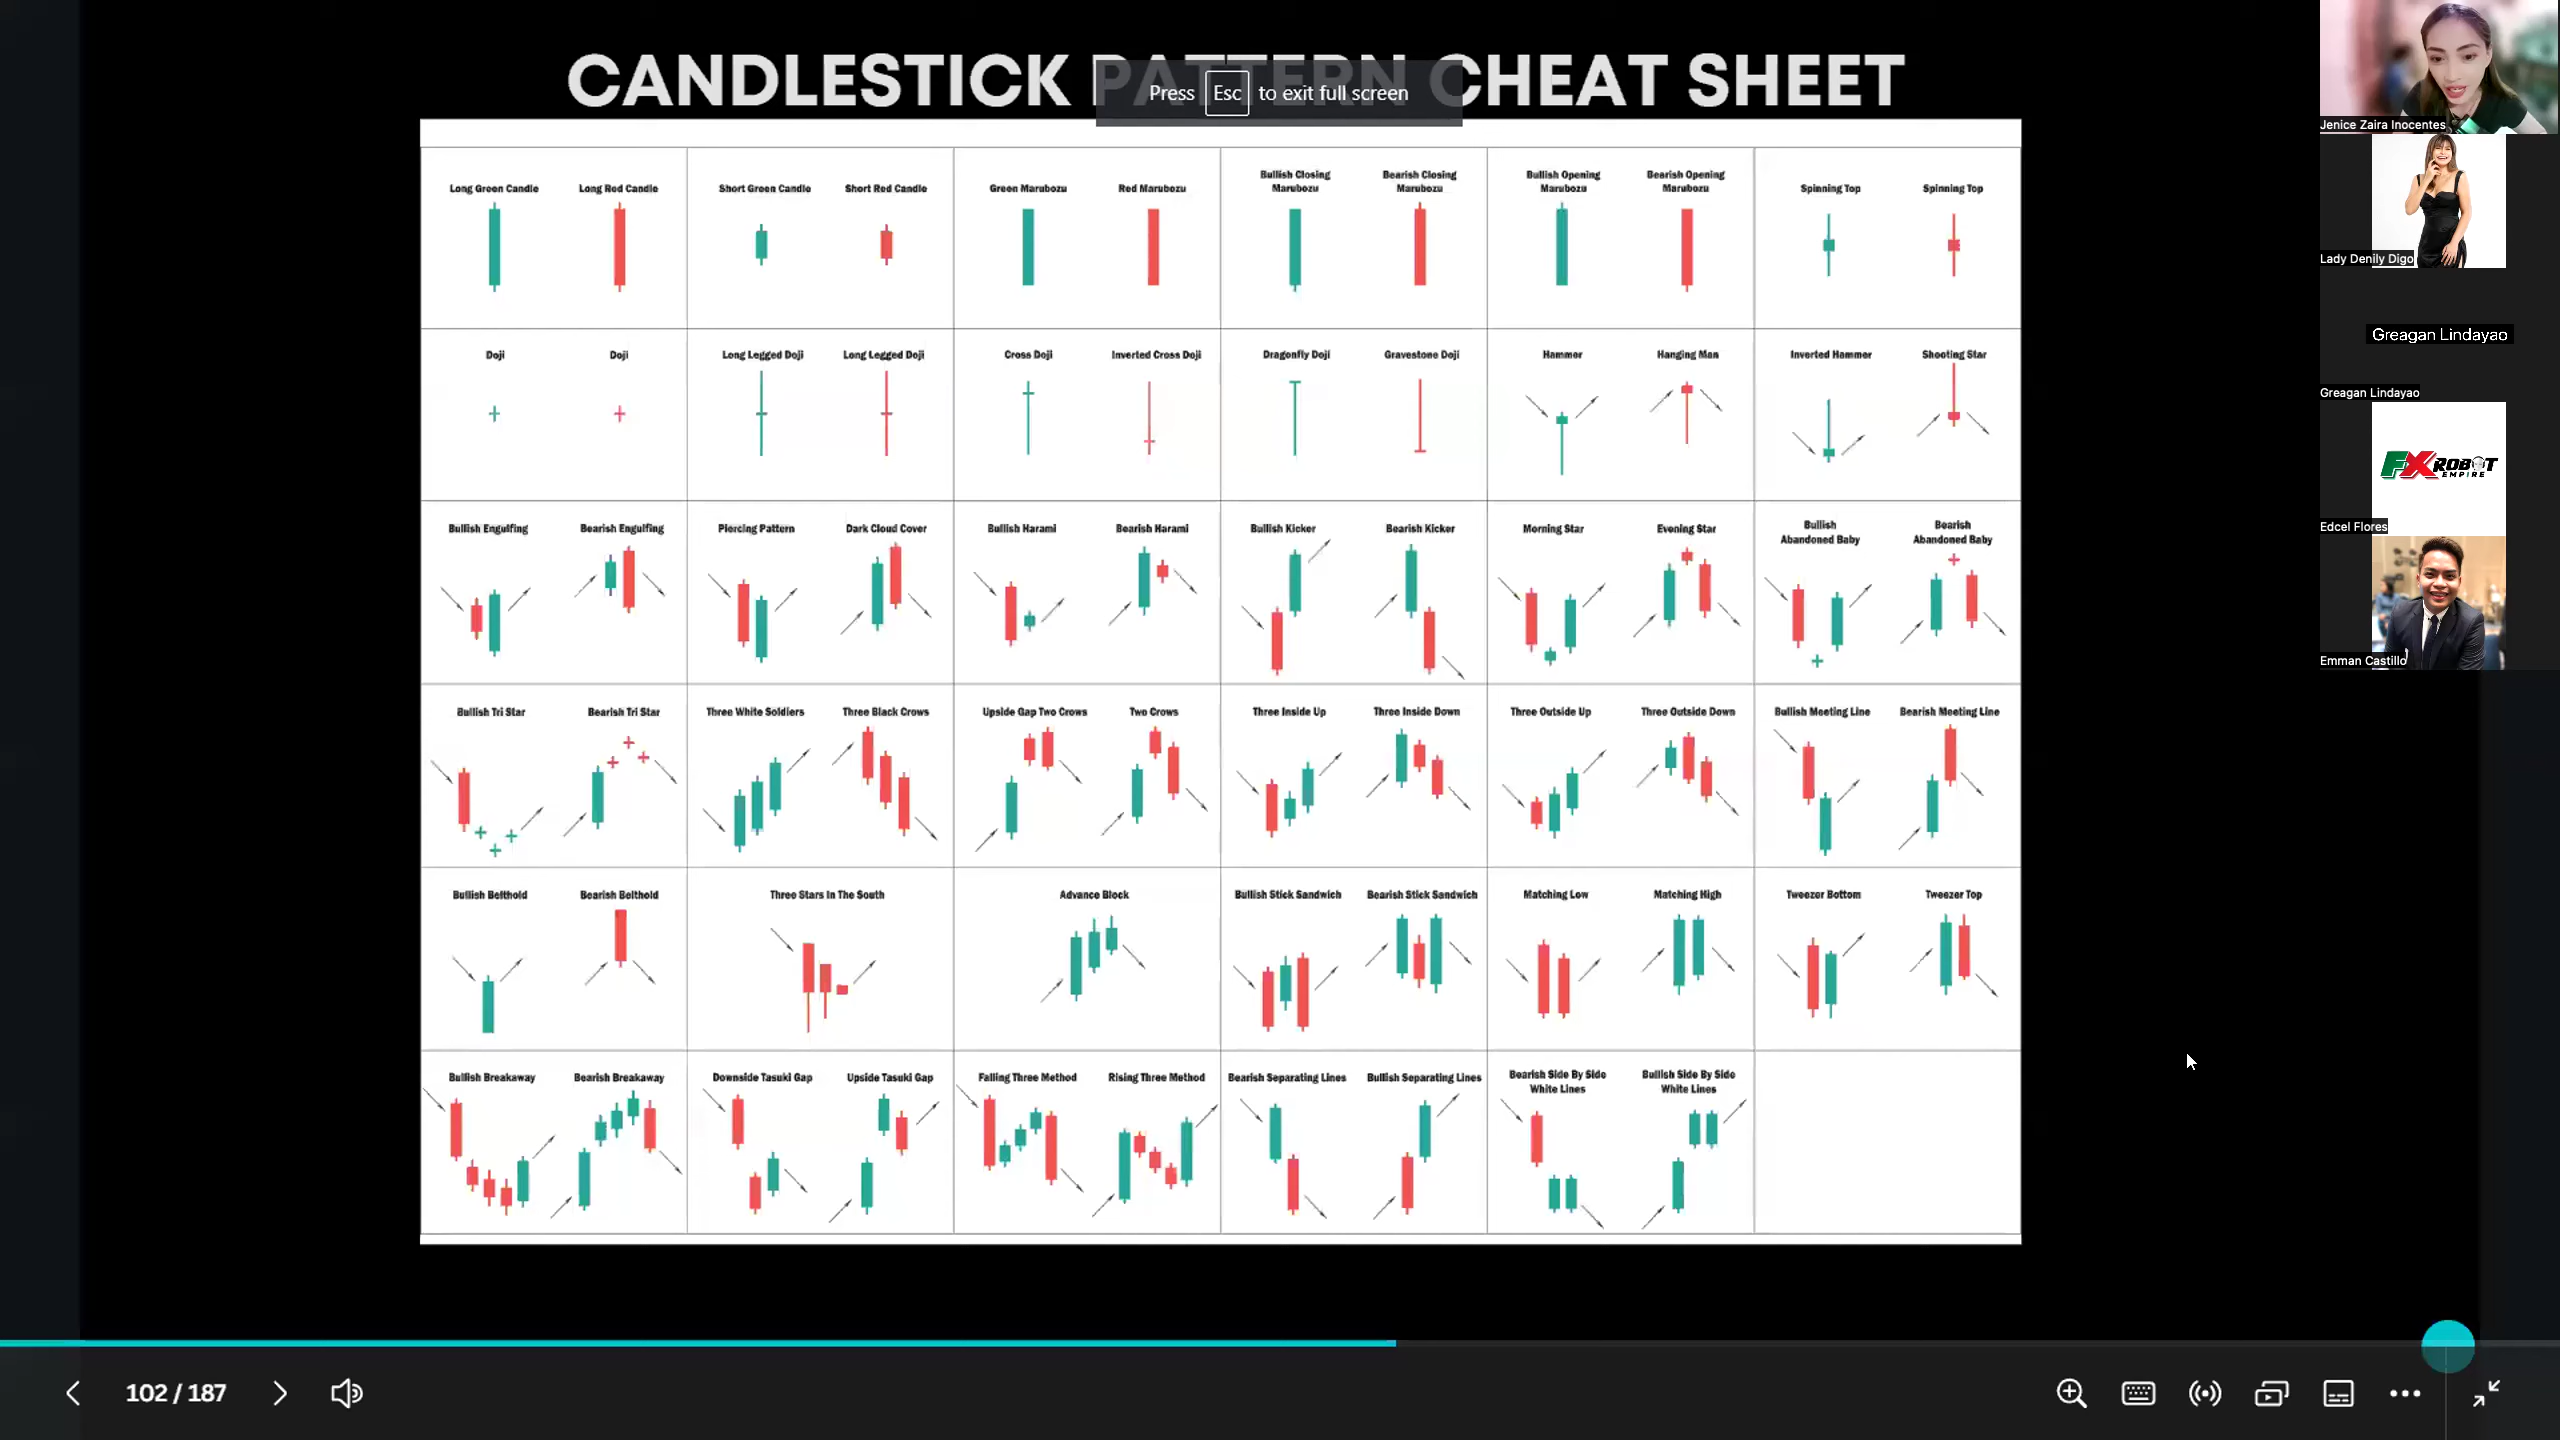 CANDLESTICK PATTERN CHEAT SHEET
Press Esc to exit full screen
Long Green Candle
Long Red Candle
Short Green Candle
Short Red Candle
Green Marubozu
Red Marubozu
Bullish Closing
Marubozu
Bearish Closing
Marubozu
Bullish Opening
Marubozu
Bearish Opening
Marubozu
Spinning Top
Spinning Top
Doji
Doji
Long Legged Doji
Long Legged Doji
Cross Doji
Inverted Cross Doji
Dragonfly Doji
Gravestone Doji
Hammer
Hanging Man
Inverted Hammer
Shooting Star
Bullish Engulfing
Bearish Engulfing
Piercing Pattern
Dark Cloud Cover
Bullish Harami
Bearish Harami
Bullish Kicker
Bearish Kicker
Morning Star
Evening Star
Bullish
Abandoned Baby
Bearish
Abandoned Baby
Bullish Tri Star
Bearish Tri Star
Three White Soldiers
Three Black Crows
Upside Gap Two Crows
Two Crows
Three Inside Up
Three Inside Down
Three Outside Up
Three Outside Down
Bullish Meeting Line
Bearish Meeting Line
Bullish Belthold
Bearish Belthold
Three Stars In The South
Advance Block
Bullish Stick Sandwich
Bearish Stick Sandwich
Matching Low
Matching High
Tweezer Bottom
Tweezer Top
Bullish Breakaway
Bearish Breakaway
Downside Tasuki Gap
Upside Tasuki Gap
Falling Three Method
Rising Three Method
Bearish Separating Lines
Bullish Separating Lines
Bearish Side By Side
White Lines
Bullish Side By Side
White Lines
Jenice Zaira Inocentes
Lady Denily Digo
Greagan Lindayao
Greagan Lindayao
FX ROBOT
EMPIRE
Edcel Flores
Emman Castillo
102 / 187